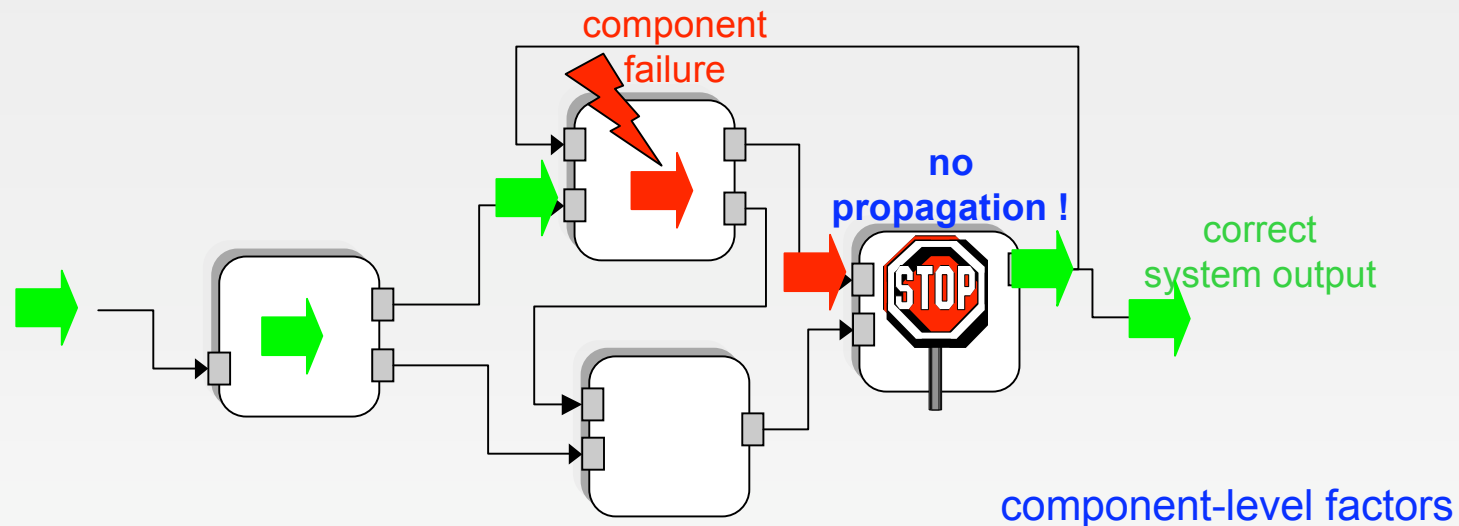 component
failure
no
propagation !
STOP
correct
system output
component-level factors